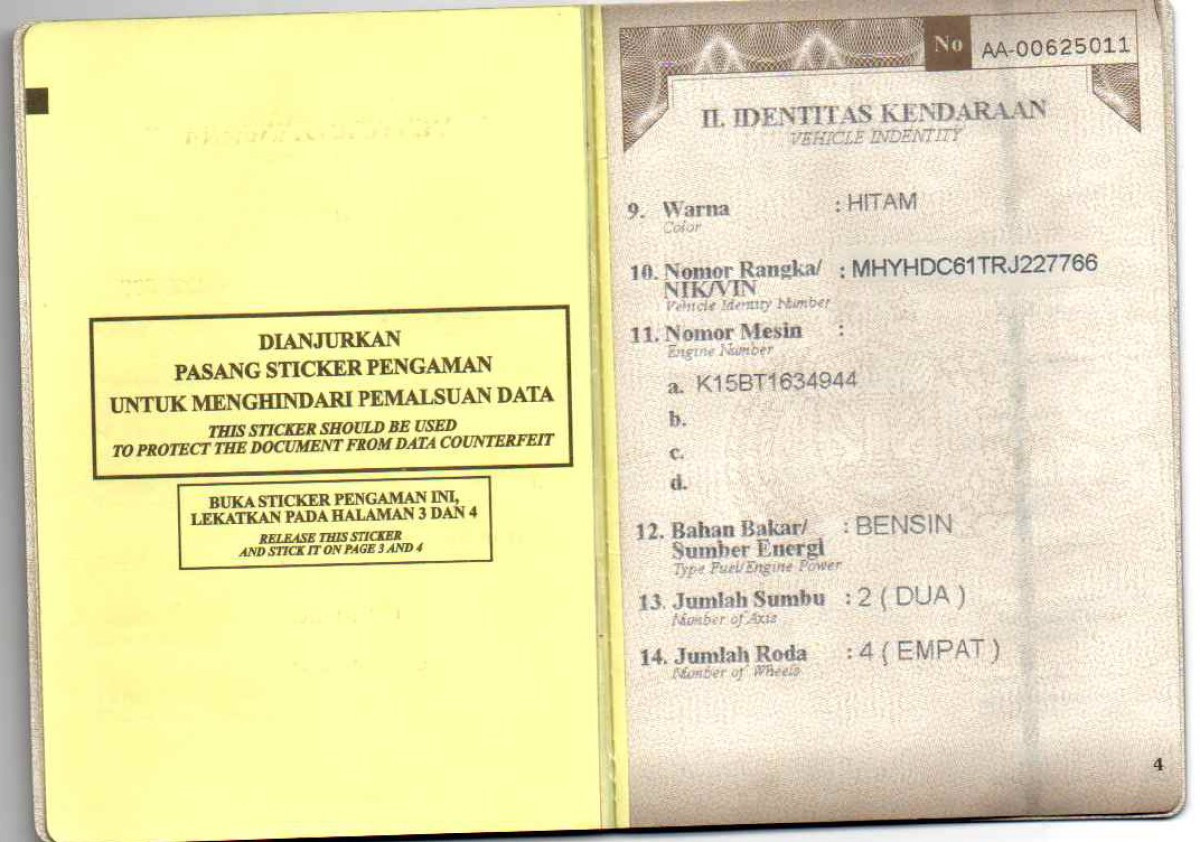 DIANJURKAN
PASANG STICKER PENGAMAN
UNTUK MENGHINDARI PEMALSUAN DATA
THIS STICKER SHOULD BE USED
TO PROTECT THE DOCUMENT FROM DATA COUNTERFEIT
BUKA STICKER PENGAMAN INI,
LEKATKAN PADA HALAMAN 3 DAN 4
RELEASE THIS STICKER
AND STICK IT ON PAGE 3 AND 4
No AA-00625011
II. IDENTITAS KENDARAAN
VEHICLE INDENTITY
9. Warna : HITAM
Color
10. Nomor Rangka/ : MHYHDC61TRJ227766
NIK/VIN
Vehicle Identity Number
11. Nomor Mesin :
Engine Number
a. K15BT1634944
b.
c.
d.
12. Bahan Bakar/ : BENSIN
Sumber Energi
Type Fuel/Engine Power
13. Jumlah Sumbu : 2 ( DUA )
Number of Axis
14. Jumlah Roda : 4 ( EMPAT )
Number of Wheels
4